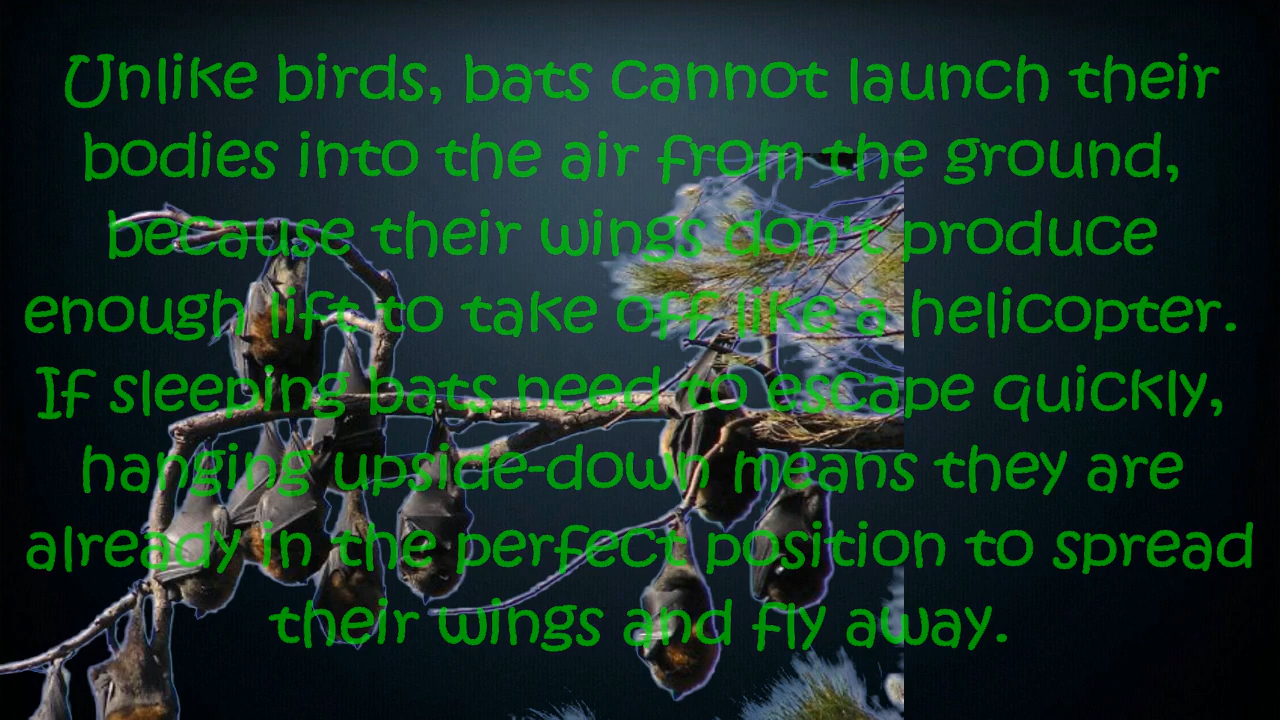 Unlike birds, bats cannot launch their
bodies into the air from the ground,
because their wings don't produce
enough lift to take off like a helicopter.
If sleeping bats need to escape quickly,
hanging upside-down means they are
already in the perfect position to spread
their wings and fly away.